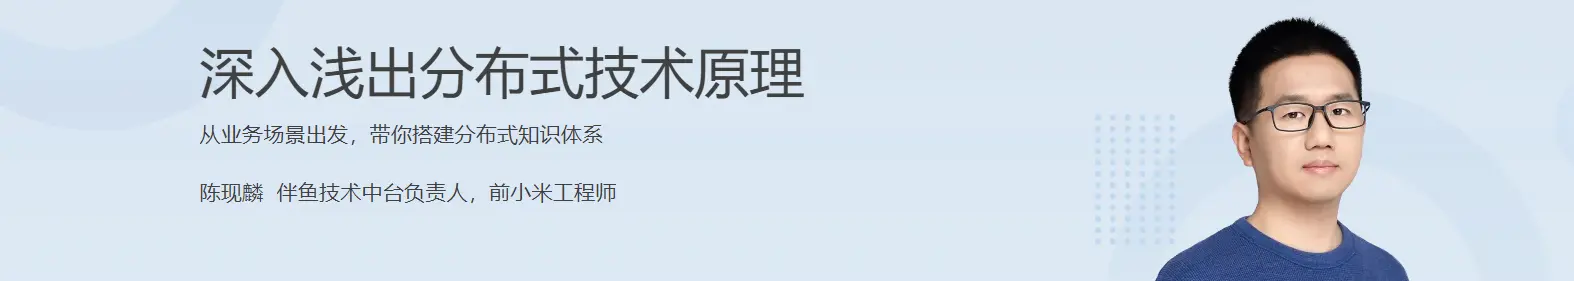 深入浅出分布式技术原理
从业务场景出发，带你搭建分布式知识体系
陈现麟 伴鱼技术中台负责人，前小米工程师